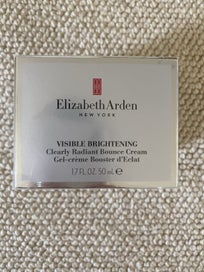 Elizabeth Arden
NEW YORK
VISIBLE BRIGHTENING
Clearly Radiant Bounce Cream
Gel-crème Booster d'Eclat
1.7 FL. OZ. 50 mL ℮